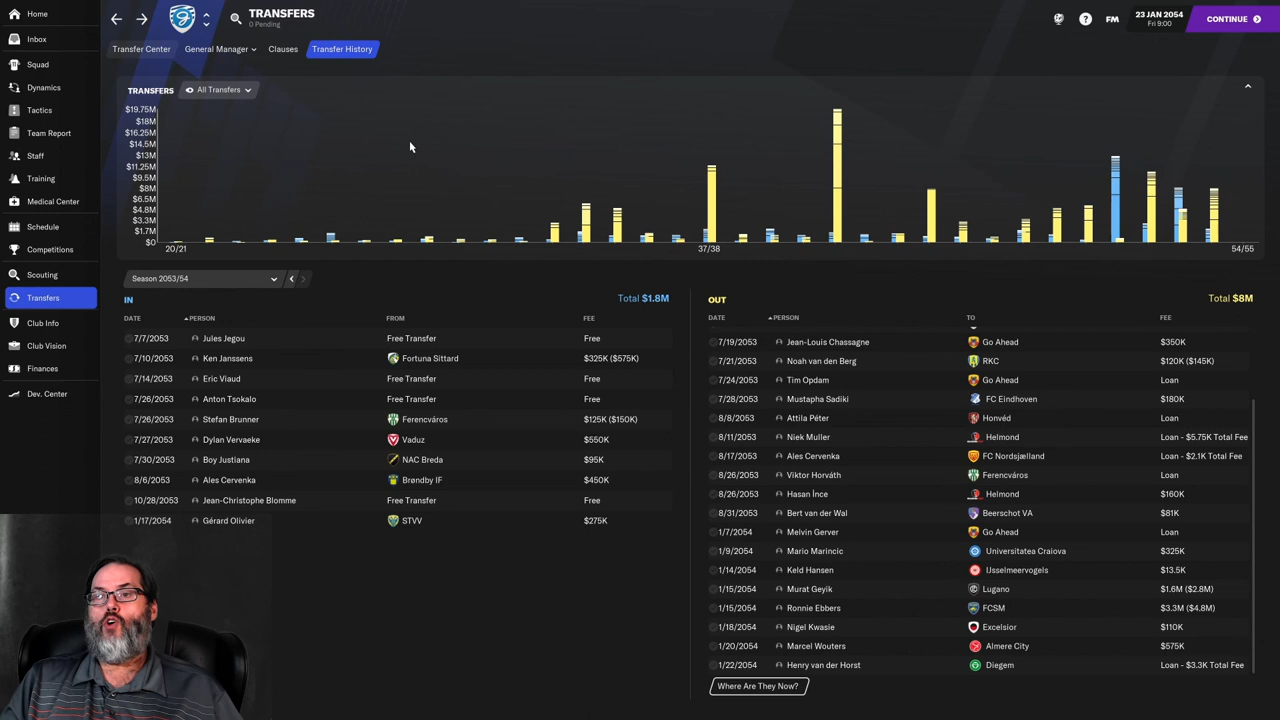 Home
Inbox
Squad
Dynamics
Tactics
Team Report
Staff
Training
Medical Center
Schedule
Competitions
Scouting
Transfers
Club Info
Club Vision
Finances
Dev. Center
TRANSFERS
0 Pending
FM
23 JAN 2054
Fri 9:00
CONTINUE
Transfer Center
General Manager
Clauses
Transfer History
TRANSFERS
All Transfers
$19.75M
$18M
$16.25M
$14.5M
$13M
$11.25M
$9.5M
$8M
$6.5M
$4.8M
$3.3M
$1.7M
$0
20/21
37/38
54/55
Season 2053/54
IN
Total $1.8M
DATE PERSON FROM FEE
7/7/2053 Jules Jegou Free Transfer Free
7/10/2053 Ken Janssens Fortuna Sittard $325K ($575K)
7/14/2053 Eric Viaud Free Transfer Free
7/26/2053 Anton Tsokalo Free Transfer Free
7/26/2053 Stefan Brunner Ferencváros $125K ($150K)
7/27/2053 Dylan Vervaeke Vaduz $550K
7/30/2053 Boy Justiana NAC Breda $95K
8/6/2053 Ales Cervenka Brøndby IF $450K
10/28/2053 Jean-Christophe Blomme Free Transfer Free
1/17/2054 Gérard Olivier STVV $275K
OUT
Total $8M
DATE PERSON TO FEE
7/19/2053 Jean-Louis Chassagne Go Ahead $350K
7/21/2053 Noah van den Berg RKC $120K ($145K)
7/24/2053 Tim Opdam Go Ahead Loan
7/28/2053 Mustapha Sadiki FC Eindhoven $180K
8/8/2053 Attila Péter Honvéd Loan
8/11/2053 Niek Muller Helmond Loan - $5.75K Total Fee
8/17/2053 Ales Cervenka FC Nordsjælland Loan - $2.1K Total Fee
8/26/2053 Viktor Horváth Ferencváros Loan
8/26/2053 Hasan İnce Helmond $160K
8/31/2053 Bert van der Wal Beerschot VA $81K
1/7/2054 Melvin Gerver Go Ahead Loan
1/9/2054 Mario Marincic Universitatea Craiova $325K
1/14/2054 Keld Hansen IJsselmeervogels $13.5K
1/15/2054 Murat Geyik Lugano $1.6M ($2.8M)
1/15/2054 Ronnie Ebbers FCSM $3.3M ($4.8M)
1/18/2054 Nigel Kwasie Excelsior $110K
1/20/2054 Marcel Wouters Almere City $575K
1/22/2054 Henry van der Horst Diegem Loan - $3.3K Total Fee
Where Are They Now?